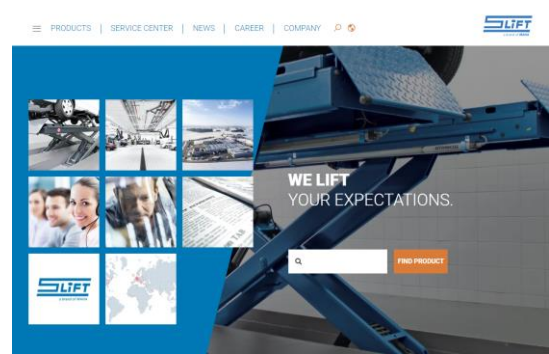 PRODUCTS | SERVICE CENTER | NEWS | CAREER | COMPANY
SLIFT
WE LIFT
YOUR EXPECTATIONS.
FIND PRODUCT
SLIFT